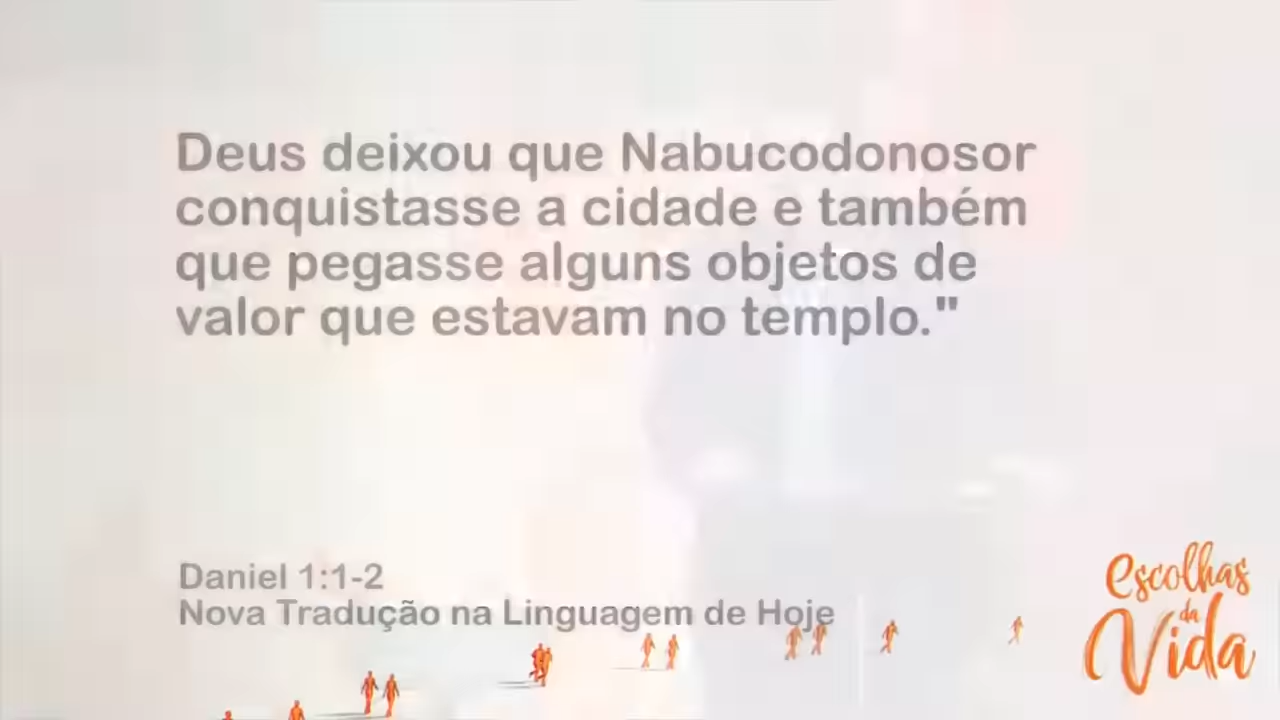 Deus deixou que Nabucodonosor
conquistasse a cidade e também
que pegasse alguns objetos de
valor que estavam no templo."
Daniel 1:1-2
Nova Tradução na Linguagem de Hoje
Escolhas
da
Vida